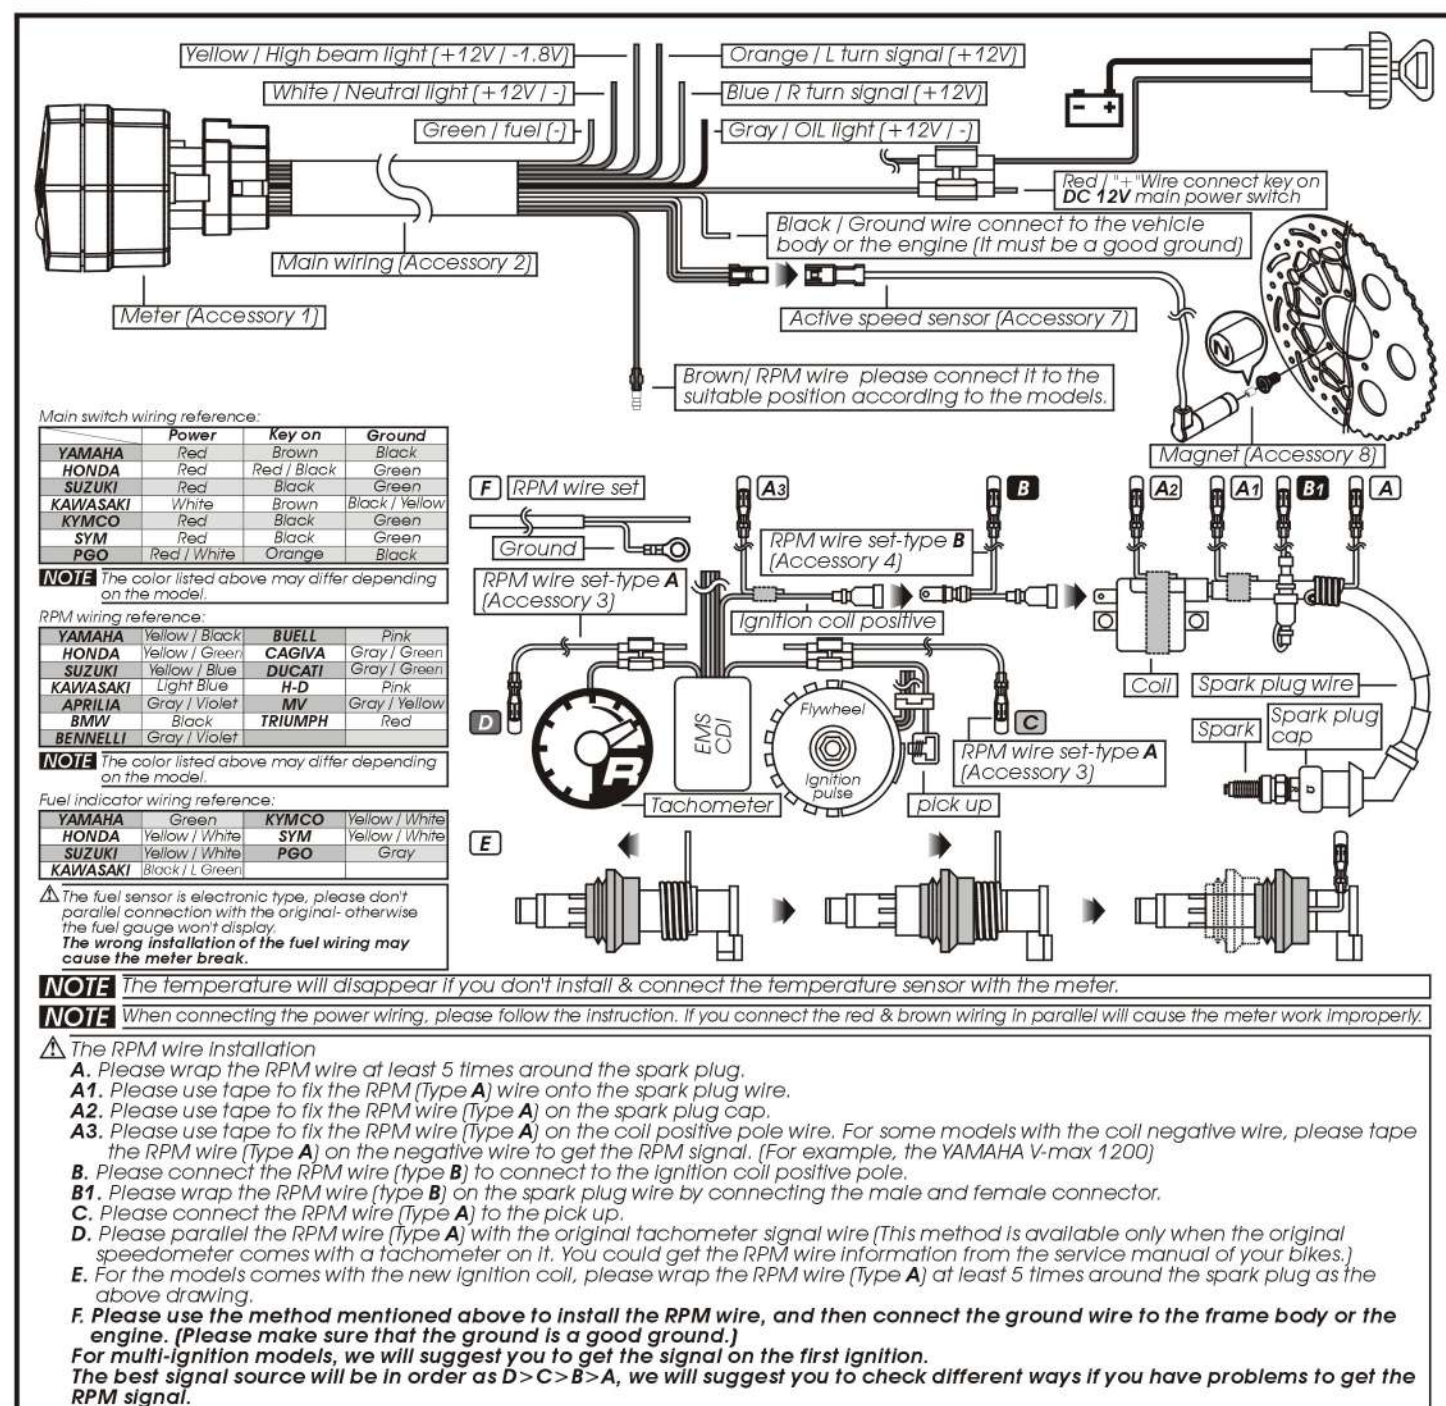 Yellow / High beam light (+12V / -1.8V)
Orange / L turn signal (+12V)
White / Neutral light (+12V / -)
Blue / R turn signal (+12V)
Green / fuel (-)
Gray / OIL light (+12V / -)
- +
Red / "+"Wire connect key on
DC 12V main power switch
Black / Ground wire connect to the vehicle
body or the engine (It must be a good ground)
Main wiring (Accessory 2)
Meter (Accessory 1)
Active speed sensor (Accessory 7)
N
Brown/ RPM wire please connect it to the
suitable position according to the models.
Magnet (Accessory 8)
Main switch wiring reference:
Power Key on Ground
YAMAHA Red Brown Black
HONDA Red Red / Black Green
SUZUKI Red Black Green
KAWASAKI White Brown Black / Yellow
KYMCO Red Black Green
SYM Red Black Green
PGO Red / White Orange Black
NOTE The color listed above may differ depending
on the model.
RPM wiring reference:
YAMAHA Yellow / Black BUELL Pink
HONDA Yellow / Green CAGIVA Gray / Green
SUZUKI Yellow / Blue DUCATI Gray / Green
KAWASAKI Light Blue H-D Pink
APRILIA Gray / Violet MV Gray / Yellow
BMW Black TRIUMPH Red
BENNELLI Gray / Violet
NOTE The color listed above may differ depending
on the model.
Fuel indicator wiring reference:
YAMAHA Green KYMCO Yellow / White
HONDA Yellow / White SYM Yellow / White
SUZUKI Yellow / White PGO Gray
KAWASAKI Black / L Green
The fuel sensor is electronic type, please don't
parallel connection with the original- otherwise
the fuel gauge won't display.
The wrong installation of the fuel wiring may
cause the meter break.
F RPM wire set
A3
B
A2
A1
B1
A
Ground
RPM wire set-type A
(Accessory 3)
RPM wire set-type B
(Accessory 4)
Ignition coil positive
Coil
Spark plug wire
Spark
Spark plug
cap
D
EMS
CDI
Flywheel
Ignition
pulse
C
R
RPM wire set-type A
(Accessory 3)
Tachometer
pick up
E
NOTE The temperature will disappear if you don't install & connect the temperature sensor with the meter.
NOTE When connecting the power wiring, please follow the instruction. If you connect the red & brown wiring in parallel will cause the meter work improperly.
The RPM wire installation
A. Please wrap the RPM wire at least 5 times around the spark plug.
A1. Please use tape to fix the RPM (Type A) wire onto the spark plug wire.
A2. Please use tape to fix the RPM wire (Type A) on the spark plug cap.
A3. Please use tape to fix the RPM wire (Type A) on the coil positive pole wire. For some models with the coil negative wire, please tape
the RPM wire (Type A) on the negative wire to get the RPM signal. (For example, the YAMAHA V-max 1200)
B. Please connect the RPM wire (type B) to connect to the ignition coil positive pole.
B1. Please wrap the RPM wire (type B) on the spark plug wire by connecting the male and female connector.
C. Please connect the RPM wire (Type A) to the pick up.
D. Please parallel the RPM wire (Type A) with the original tachometer signal wire (This method is available only when the original
speedometer comes with a tachometer on it. You could get the RPM wire information from the service manual of your bikes.)
E. For the models comes with the new ignition coil, please wrap the RPM wire (Type A) at least 5 times around the spark plug as the
above drawing.
F. Please use the method mentioned above to install the RPM wire, and then connect the ground wire to the frame body or the
engine. (Please make sure that the ground is a good ground.)
For multi-ignition models, we will suggest you to get the signal on the first ignition.
The best signal source will be in order as D>C>B>A, we will suggest you to check different ways if you have problems to get the
RPM signal.